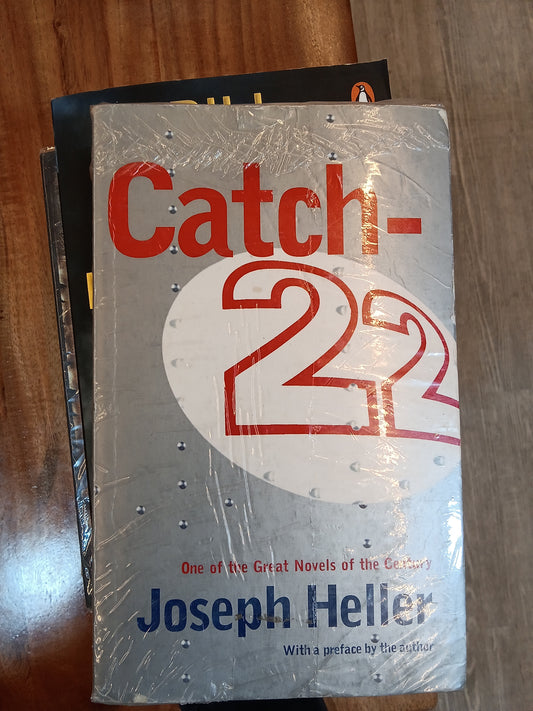 Catch-
22
One of the Great Novels of the Century
Joseph Heller
With a preface by the author